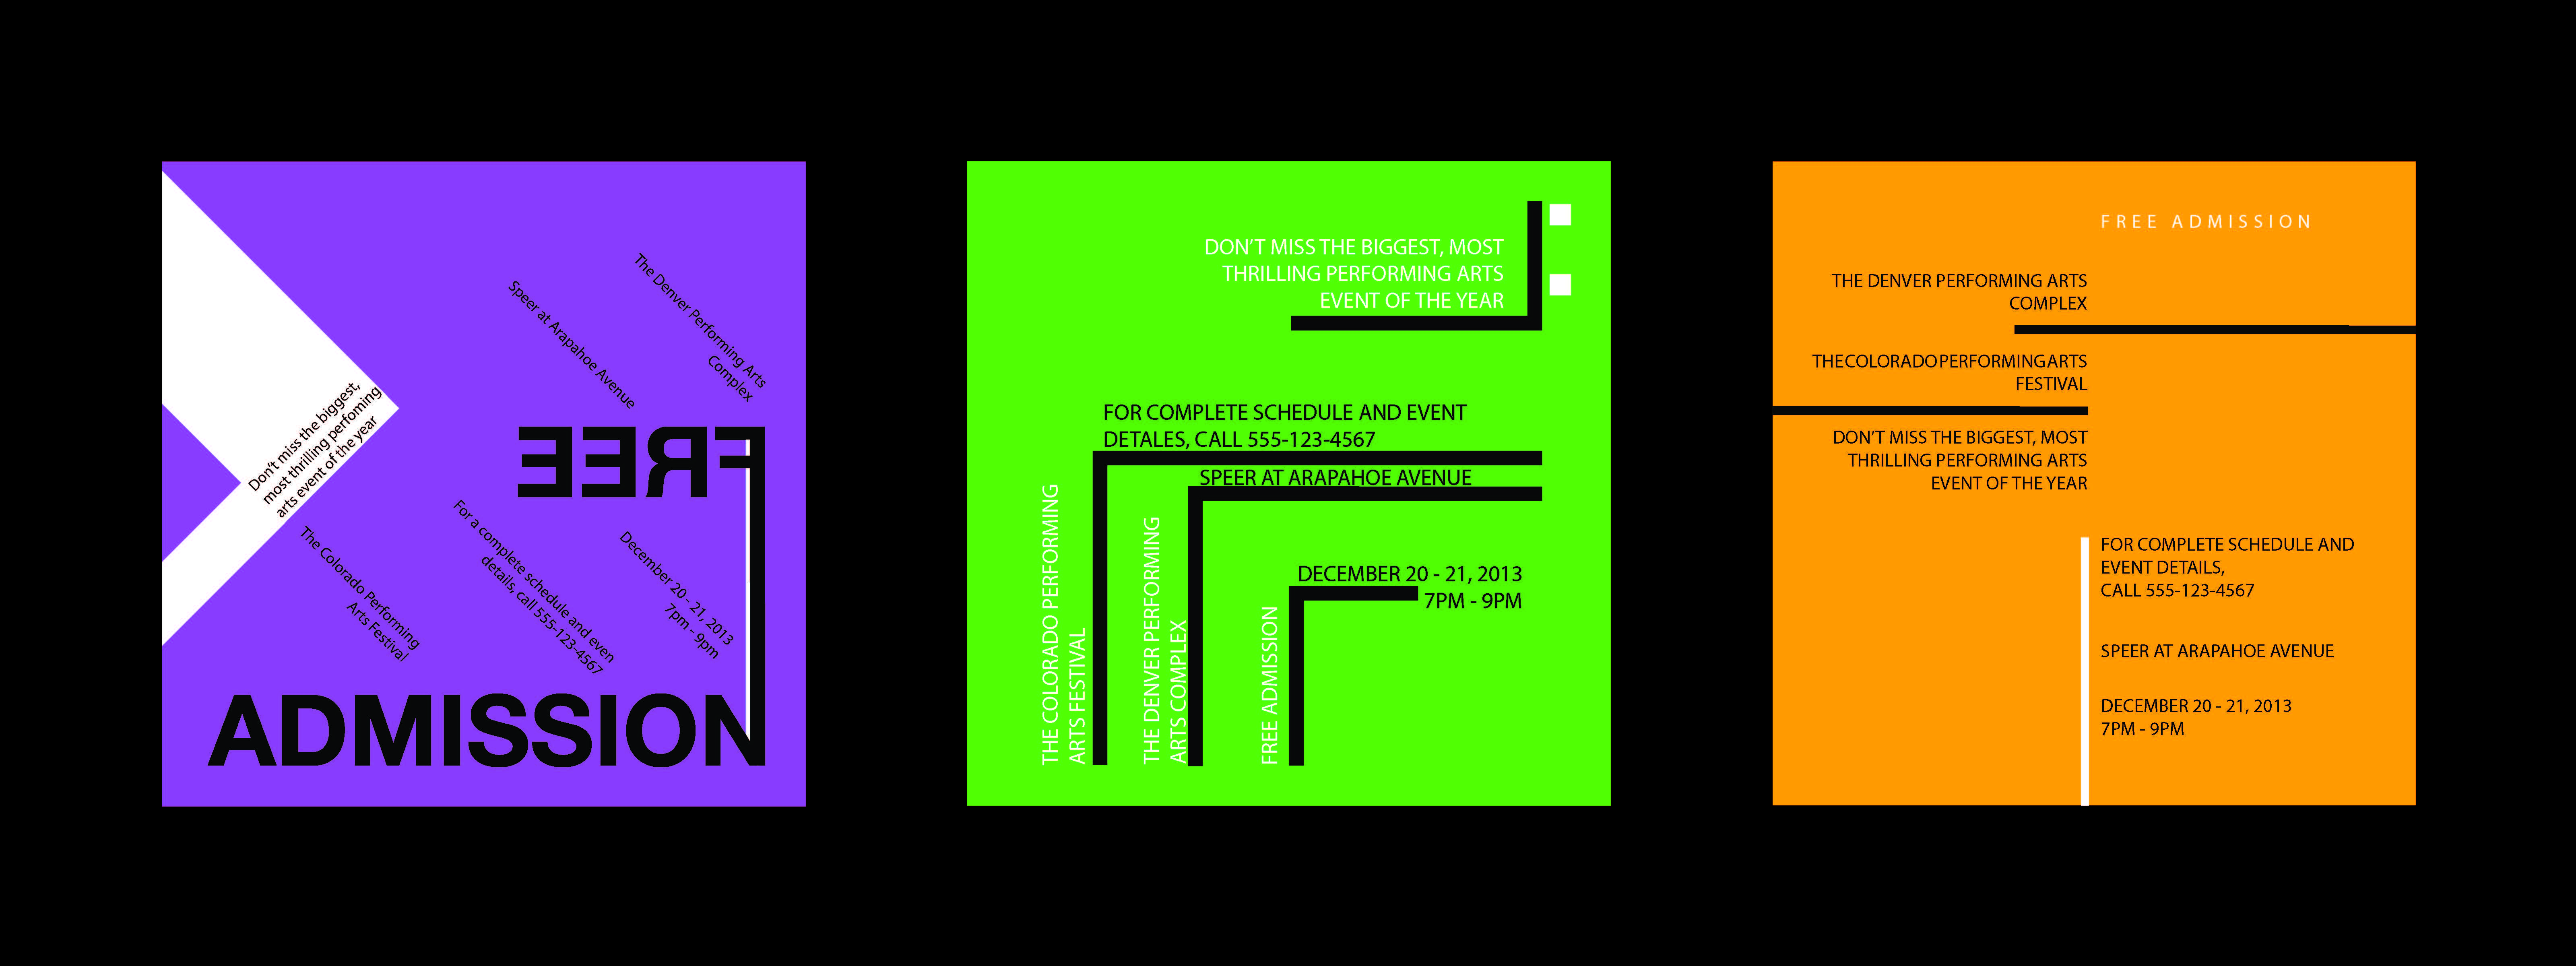 The Denver Performing Arts
Complex
Speer at Arapahoe Avenue
Don't miss the biggest,
most thrilling perfoming
arts event of the year
FREE
The Colorado Performing
Arts Festival
For a complete schedule and even
details, call 555-123-4567
December 20 - 21, 2013
7pm - 9pm
ADMISSION
DON'T MISS THE BIGGEST, MOST
THRILLING PERFORMING ARTS
EVENT OF THE YEAR
FOR COMPLETE SCHEDULE AND EVENT
DETALES, CALL 555-123-4567
SPEER AT ARAPAHOE AVENUE
THE COLORADO PERFORMING
ARTS FESTIVAL
THE DENVER PERFORMING
ARTS COMPLEX
DECEMBER 20 - 21, 2013
7PM - 9PM
FREE ADMISSION
FREE ADMISSION
THE DENVER PERFORMING ARTS
COMPLEX
THE COLORADO PERFORMING ARTS
FESTIVAL
DON'T MISS THE BIGGEST, MOST
THRILLING PERFORMING ARTS
EVENT OF THE YEAR
FOR COMPLETE SCHEDULE AND
EVENT DETAILS,
CALL 555-123-4567
SPEER AT ARAPAHOE AVENUE
DECEMBER 20 - 21, 2013
7PM - 9PM